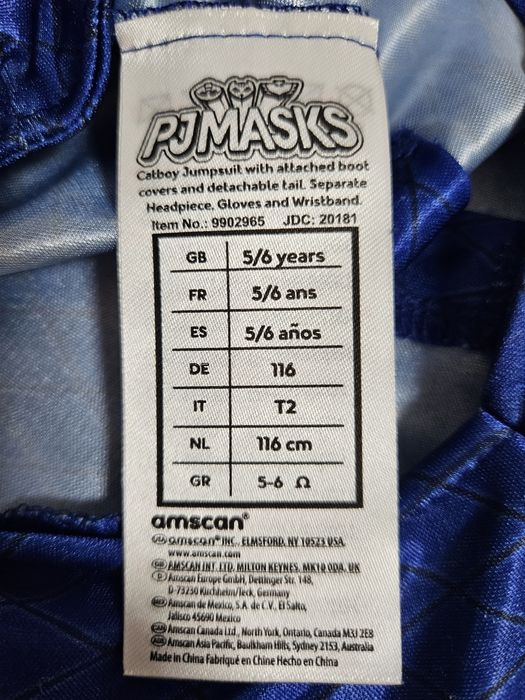 PJMASKS
Catboy Jumpsuit with attached boot
covers and detachable tail. Separate
Headpiece, Gloves and Wristband.
Item No.: 9902965 JDC: 20181
GB 5/6 years
FR 5/6 ans
ES 5/6 años
DE 116
IT T2
NL 116 cm
GR 5-6 Ω
amscan®
amscan® INC., ELMSFORD, NY 10523 USA.
www.amscan.com
AMSCAN INT. LTD. MILTON KEYNES. MK10 0DA. UK
Amscan Europe GmbH, Dettinger Str. 148,
D-73230 Kirchheim/Teck, Germany
Amscan de Mexico, S.A. de C.V. El Salto,
Jalisco 45690 Mexico
Amscan Canada Ltd., North York, Ontario, Canada M3J 2E8
Amscan Asia Pacific, Baulkham Hills, Sydney 2153, Australia
Made in China Fabriqué en Chine Hecho en China